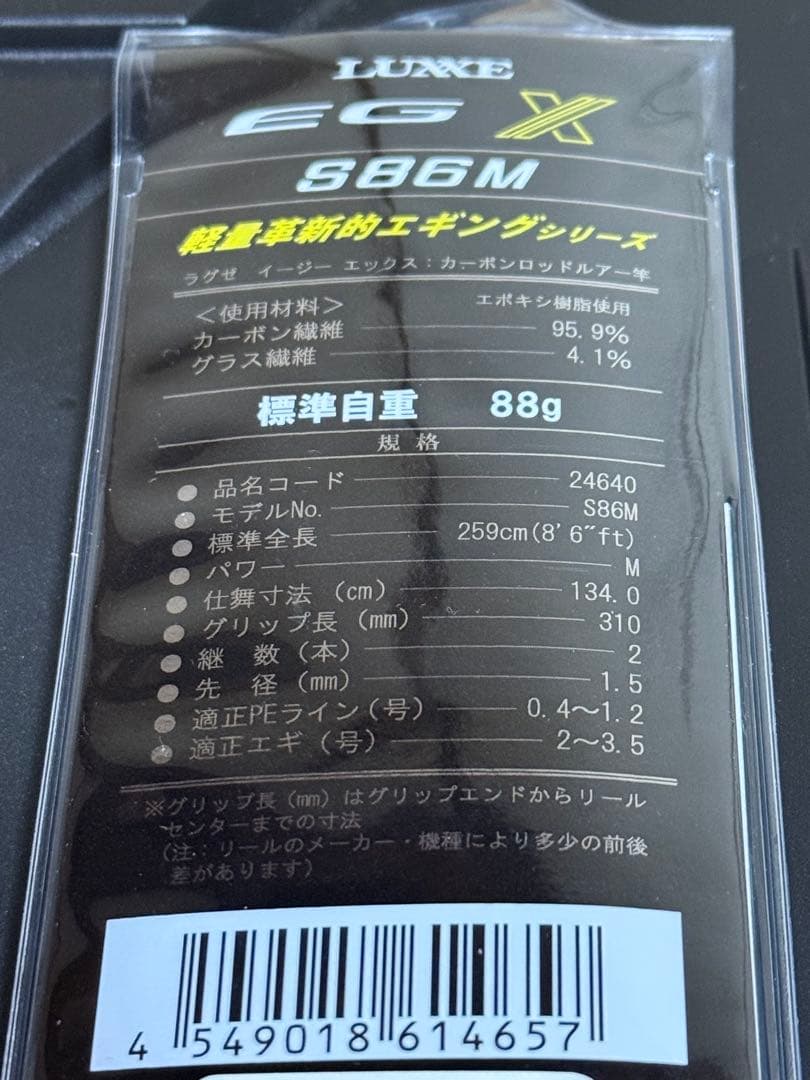 LUXXE
EG X
S86M
軽量革新的エギングシリーズ
ラグゼ イージー エックス：カーボンロッドルアー竿
＜使用材料＞ エポキシ樹脂使用
カーボン繊維 95.9%
グラス繊維 4.1%
標準自重 88g
規格
● 品名コード 24640
● モデルNo. S86M
● 標準全長 259cm(8'6"ft)
● パワー M
● 仕舞寸法 (cm) 134.0
● グリップ長 (mm) 310
● 継 数 (本) 2
● 先 径 (mm) 1.5
● 適正PEライン(号) 0.4〜1.2
● 適正エギ (号) 2〜3.5
※グリップ長(mm)はグリップエンドからリール
センターまでの寸法
(注：リールのメーカー・機種により多少の前後
差があります)
4 549018 614657